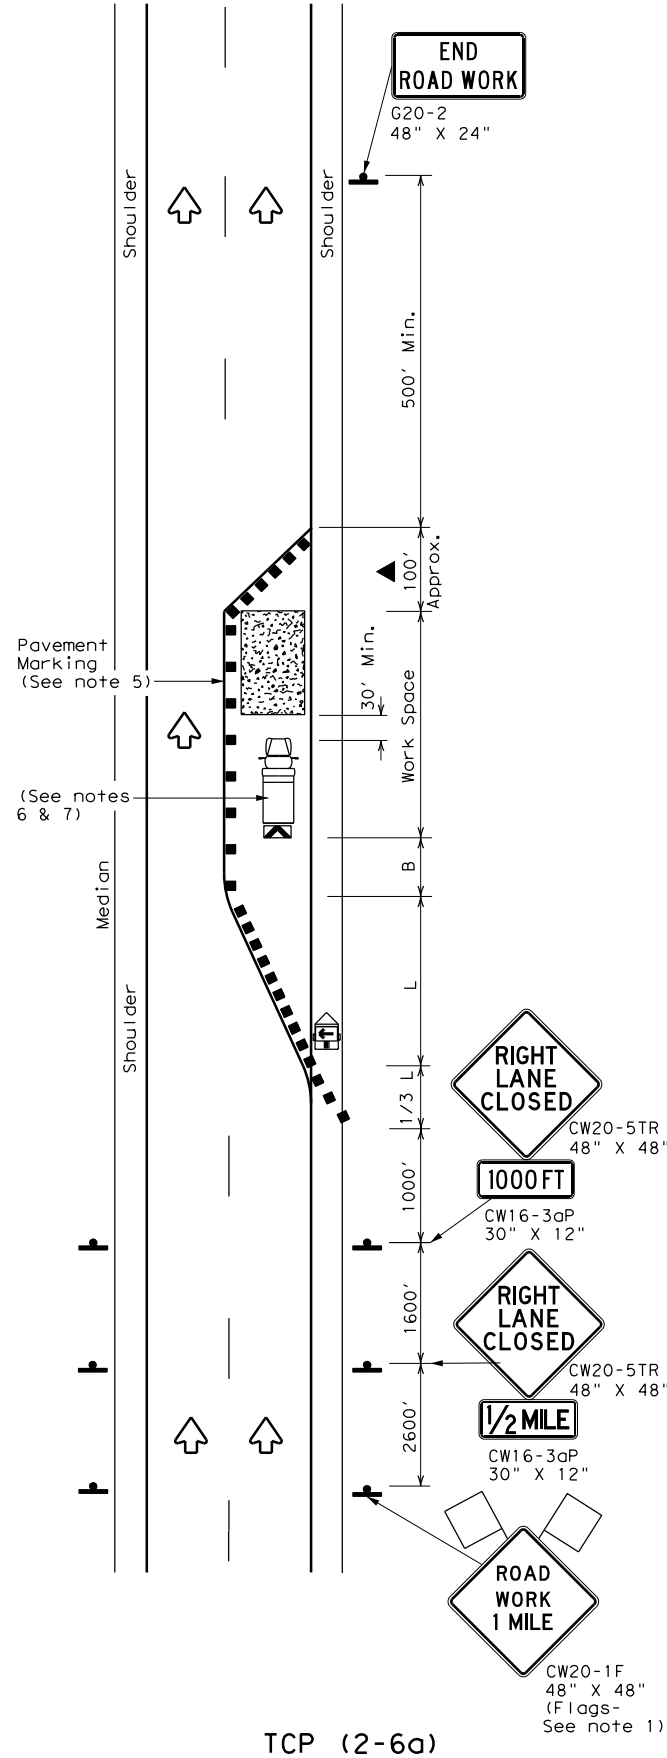 END
ROAD WORK
G20-2
48" X 24"
Shoulder
Shoulder
500' Min.
100'
Approx.
Pavement
Marking
(See note 5)
30' Min.
Work Space
(See notes
6 & 7)
B
Median
L
Shoulder
RIGHT
LANE
CLOSED
CW20-5TR
48" X 48"
1/3 L
1000'
1000 FT
CW16-3aP
30" X 12"
1600'
RIGHT
LANE
CLOSED
CW20-5TR
48" X 48"
2600'
1/2 MILE
CW16-3aP
30" X 12"
ROAD
WORK
1 MILE
CW20-1F
48" X 48"
(Flags-
See note 1)
TCP (2-6a)